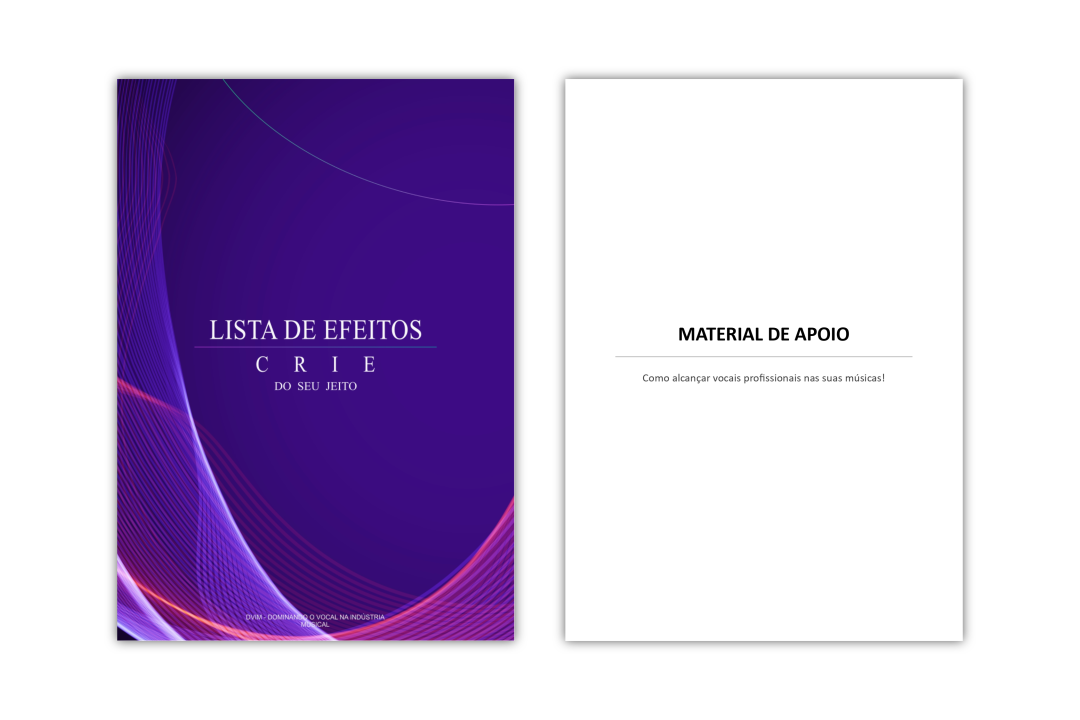 LISTA DE EFEITOS
C R I E
DO SEU JEITO
DVIM - DOMINANDO O VOCAL NA INDÚSTRIA
MUSICAL
MATERIAL DE APOIO
Como alcançar vocais profissionais nas suas músicas!